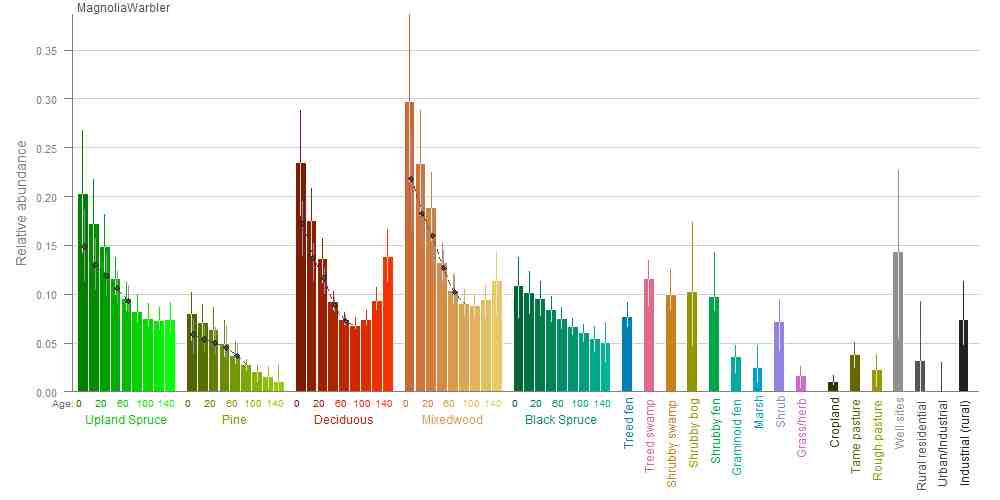 MagnoliaWarbler
Relative abundance
0.35
0.30
0.25
0.20
0.15
0.10
0.05
0.00
Age: 0 20 60 100 140 0 20 60 100 140 0 20 60 100 140 0 20 60 100 140 0 20 60 100 140
Upland Spruce Pine Deciduous Mixedwood Black Spruce
Treed fen
Treed swamp
Shrubby swamp
Shrubby bog
Shrubby fen
Graminoid fen
Marsh
Shrub
Grass/herb
Cropland
Tame pasture
Rough pasture
Well sites
Rural residential
Urban/Industrial
Industrial (rural)